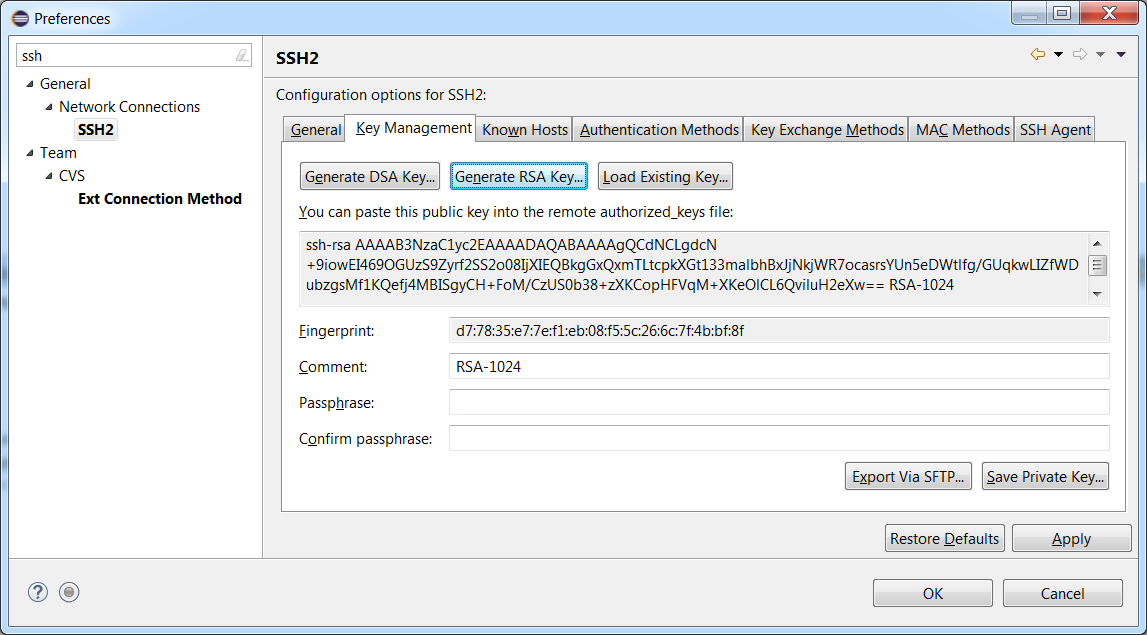 Preferences
ssh
General
Network Connections
SSH2
Team
CVS
Ext Connection Method
SSH2
Configuration options for SSH2:
General Key Management Known Hosts Authentication Methods Key Exchange Methods MAC Methods SSH Agent
Generate DSA Key... Generate RSA Key... Load Existing Key...
You can paste this public key into the remote authorized_keys file:
ssh-rsa AAAAB3NzaC1yc2EAAAADAQABAAAAgQCdNCLgdcN
+9iowEI469OGUzS9Zyrf2SS2o08IjXIEQBkgGxQxmTLtcpkXGt133malbhBxJjNkjWR7ocasrsYUn5eDWtlfg/GUqkwLIZfWD
ubzgsMf1KQefj4MBISgyCH+FoM/CzUS0b38+zXKCopHFVqM+XKeOlCL6QviluH2eXw== RSA-1024
Fingerprint: d7:78:35:e7:7e:f1:eb:08:f5:5c:26:6c:7f:4b:bf:8f
Comment: RSA-1024
Passphrase:
Confirm passphrase:
Export Via SFTP... Save Private Key...
Restore Defaults Apply
? OK Cancel